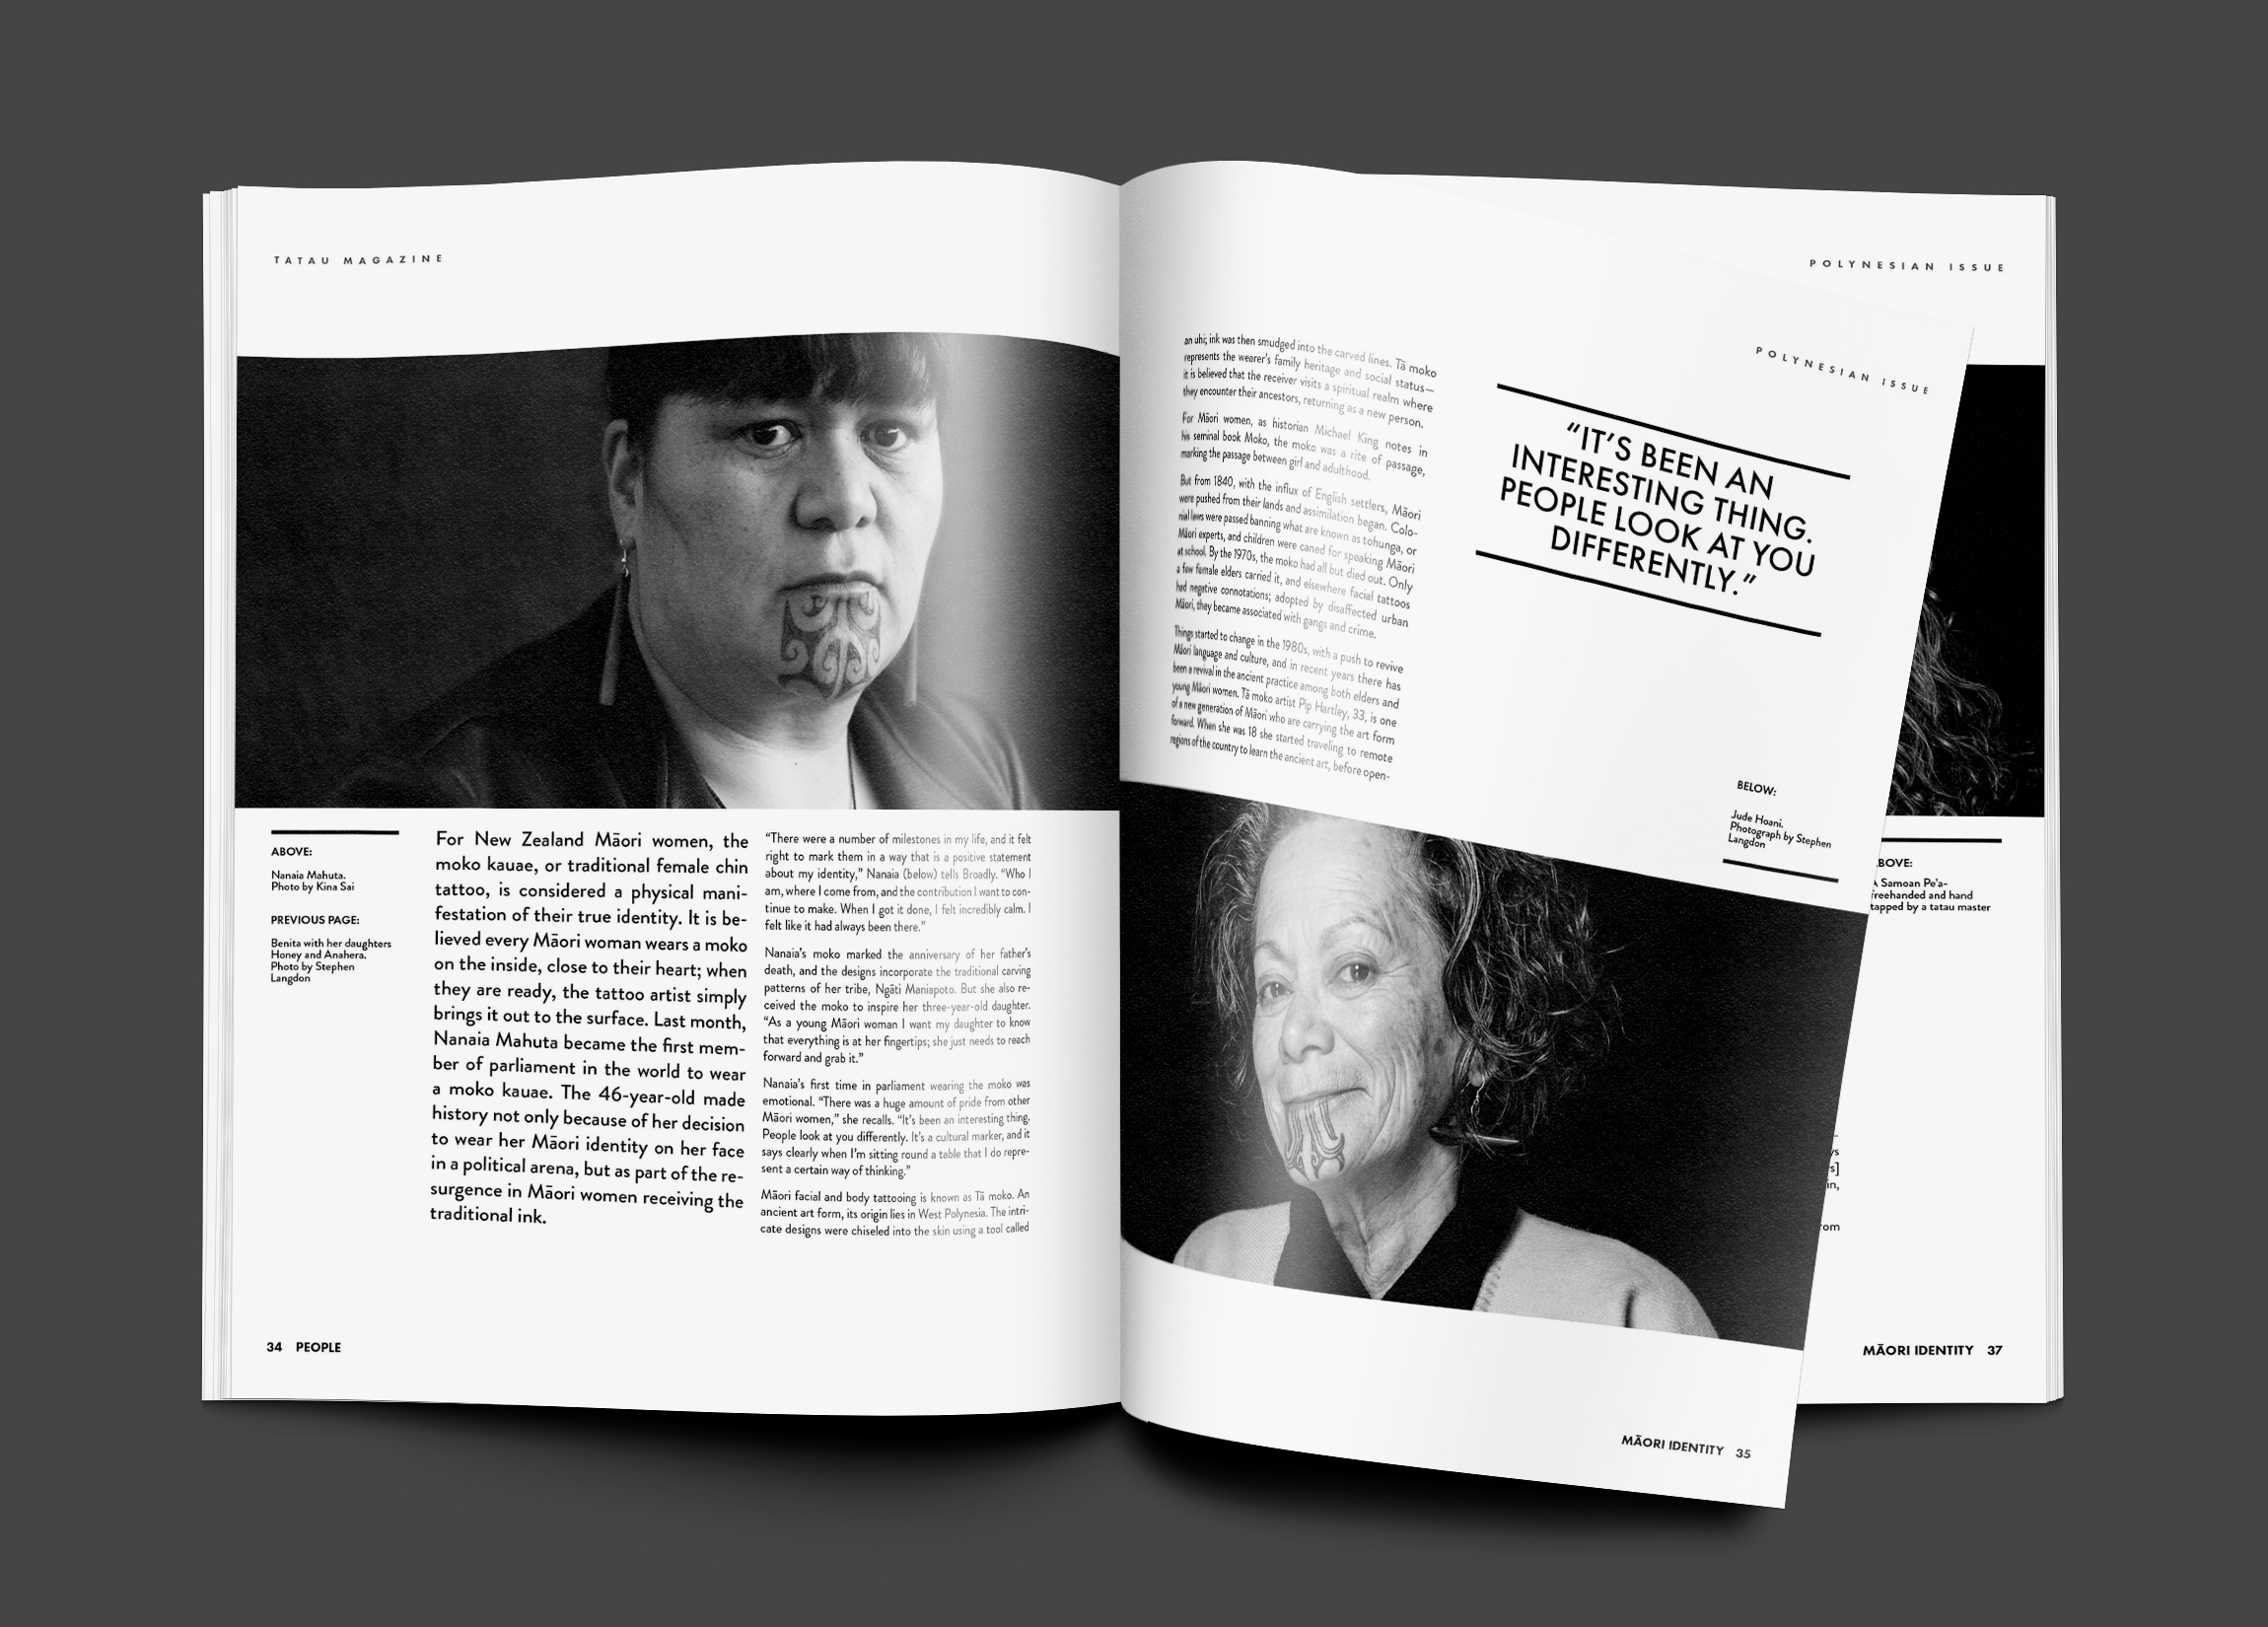 TATAU MAGAZINE
ABOVE:
Nanaia Mahuta.
Photo by Kina Sai
PREVIOUS PAGE:
Benita with her daughters
Honey and Anahera.
Photo by Stephen
Langdon
For New Zealand Māori women, the
moko kauae, or traditional female chin
tattoo, is considered a physical mani-
festation of their true identity. It is be-
lieved every Māori woman wears a moko
on the inside, close to their heart; when
they are ready, the tattoo artist simply
brings it out to the surface. Last month,
Nanaia Mahuta became the first mem-
ber of parliament in the world to wear
a moko kauae. The 46-year-old made
history not only because of her decision
to wear her Māori identity on her face
in a political arena, but as part of the re-
surgence in Māori women receiving the
traditional ink.
“There were a number of milestones in my life, and it felt
right to mark them in a way that is a positive statement
about my identity,” Nanaia (below) tells Broadly. “Who I
am, where I come from, and the contribution I want to con-
tinue to make. When I got it done, I felt incredibly calm. I
felt like it had always been there.”
Nanaia’s moko marked the anniversary of her father’s
death, and the designs incorporate the traditional carving
patterns of her tribe, Ngāti Maniapoto. But she also re-
ceived the moko to inspire her three-year-old daughter.
“As a young Māori woman I want my daughter to know
that everything is at her fingertips; she just needs to reach
forward and grab it.”
Nanaia’s first time in parliament wearing the moko was
emotional. “There was a huge amount of pride from other
Māori women,” she recalls. “It’s been an interesting thing.
People look at you differently. It’s a cultural marker, and it
says clearly when I’m sitting round a table that I do repre-
sent a certain way of thinking.”
Māori facial and body tattooing is known as Tā moko. An
ancient art form, its origin lies in West Polynesia. The intri-
cate designs were chiseled into the skin using a tool called
34 PEOPLE
an uhi; ink was then smudged into the carved lines. Tā moko
represents the wearer’s family heritage and social status—
it is believed that the receiver visits a spiritual realm where
they encounter their ancestors, returning as a new person.
For Māori women, as historian Michael King notes in
his seminal book Moko, the moko was a rite of passage,
marking the passage between girl and adulthood.
But from 1840, with the influx of English settlers, Māori
were pushed from their lands and assimilation began. Colo-
nial laws were passed banning what are known as tohunga, or
Māori experts, and children were caned for speaking Māori
at school. By the 1970s, the moko had all but died out. Only
a few female elders carried it, and elsewhere facial tattoos
had negative connotations; adopted by disaffected urban
Māori, they became associated with gangs and crime.
Things started to change in the 1980s, with a push to revive
Māori language and culture, and in recent years there has
been a revival in the ancient practice among both elders and
young Māori women. Tā moko artist Pip Hartley, 33, is one
of a new generation of Māori who are carrying the art form
forward. When she was 18 she started traveling to remote
regions of the country to learn the ancient art, before open-
POLYNESIAN ISSUE
“IT’S BEEN AN
INTERESTING THING.
PEOPLE LOOK AT YOU
DIFFERENTLY.”
BELOW:
Jude Hoani.
Photograph by Stephen
Langdon
MĀORI IDENTITY 35
POLYNESIAN ISSUE
BOVE:
A Samoan Pe’a-
freehanded and hand
tapped by a tatau master
MĀORI IDENTITY 37